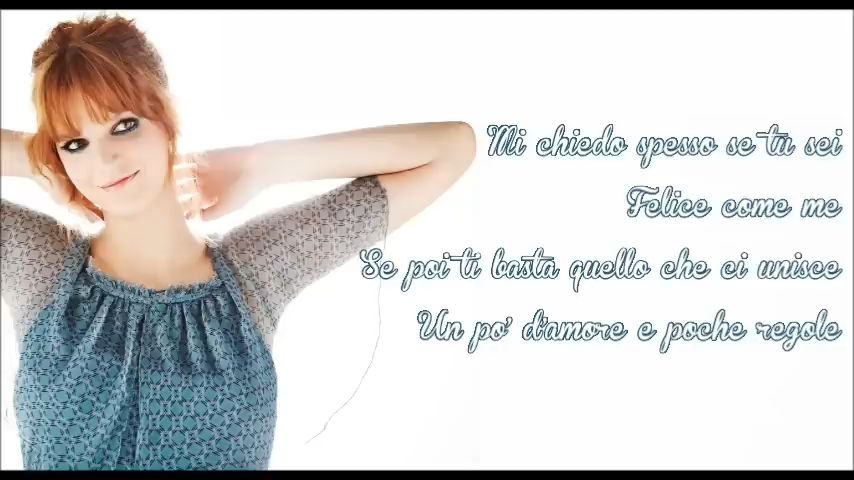 Mi chiedo spesso se tu sei
Felice come me
Se poi ti basta quello che ci unisce
Un po' d'amore e poche regole